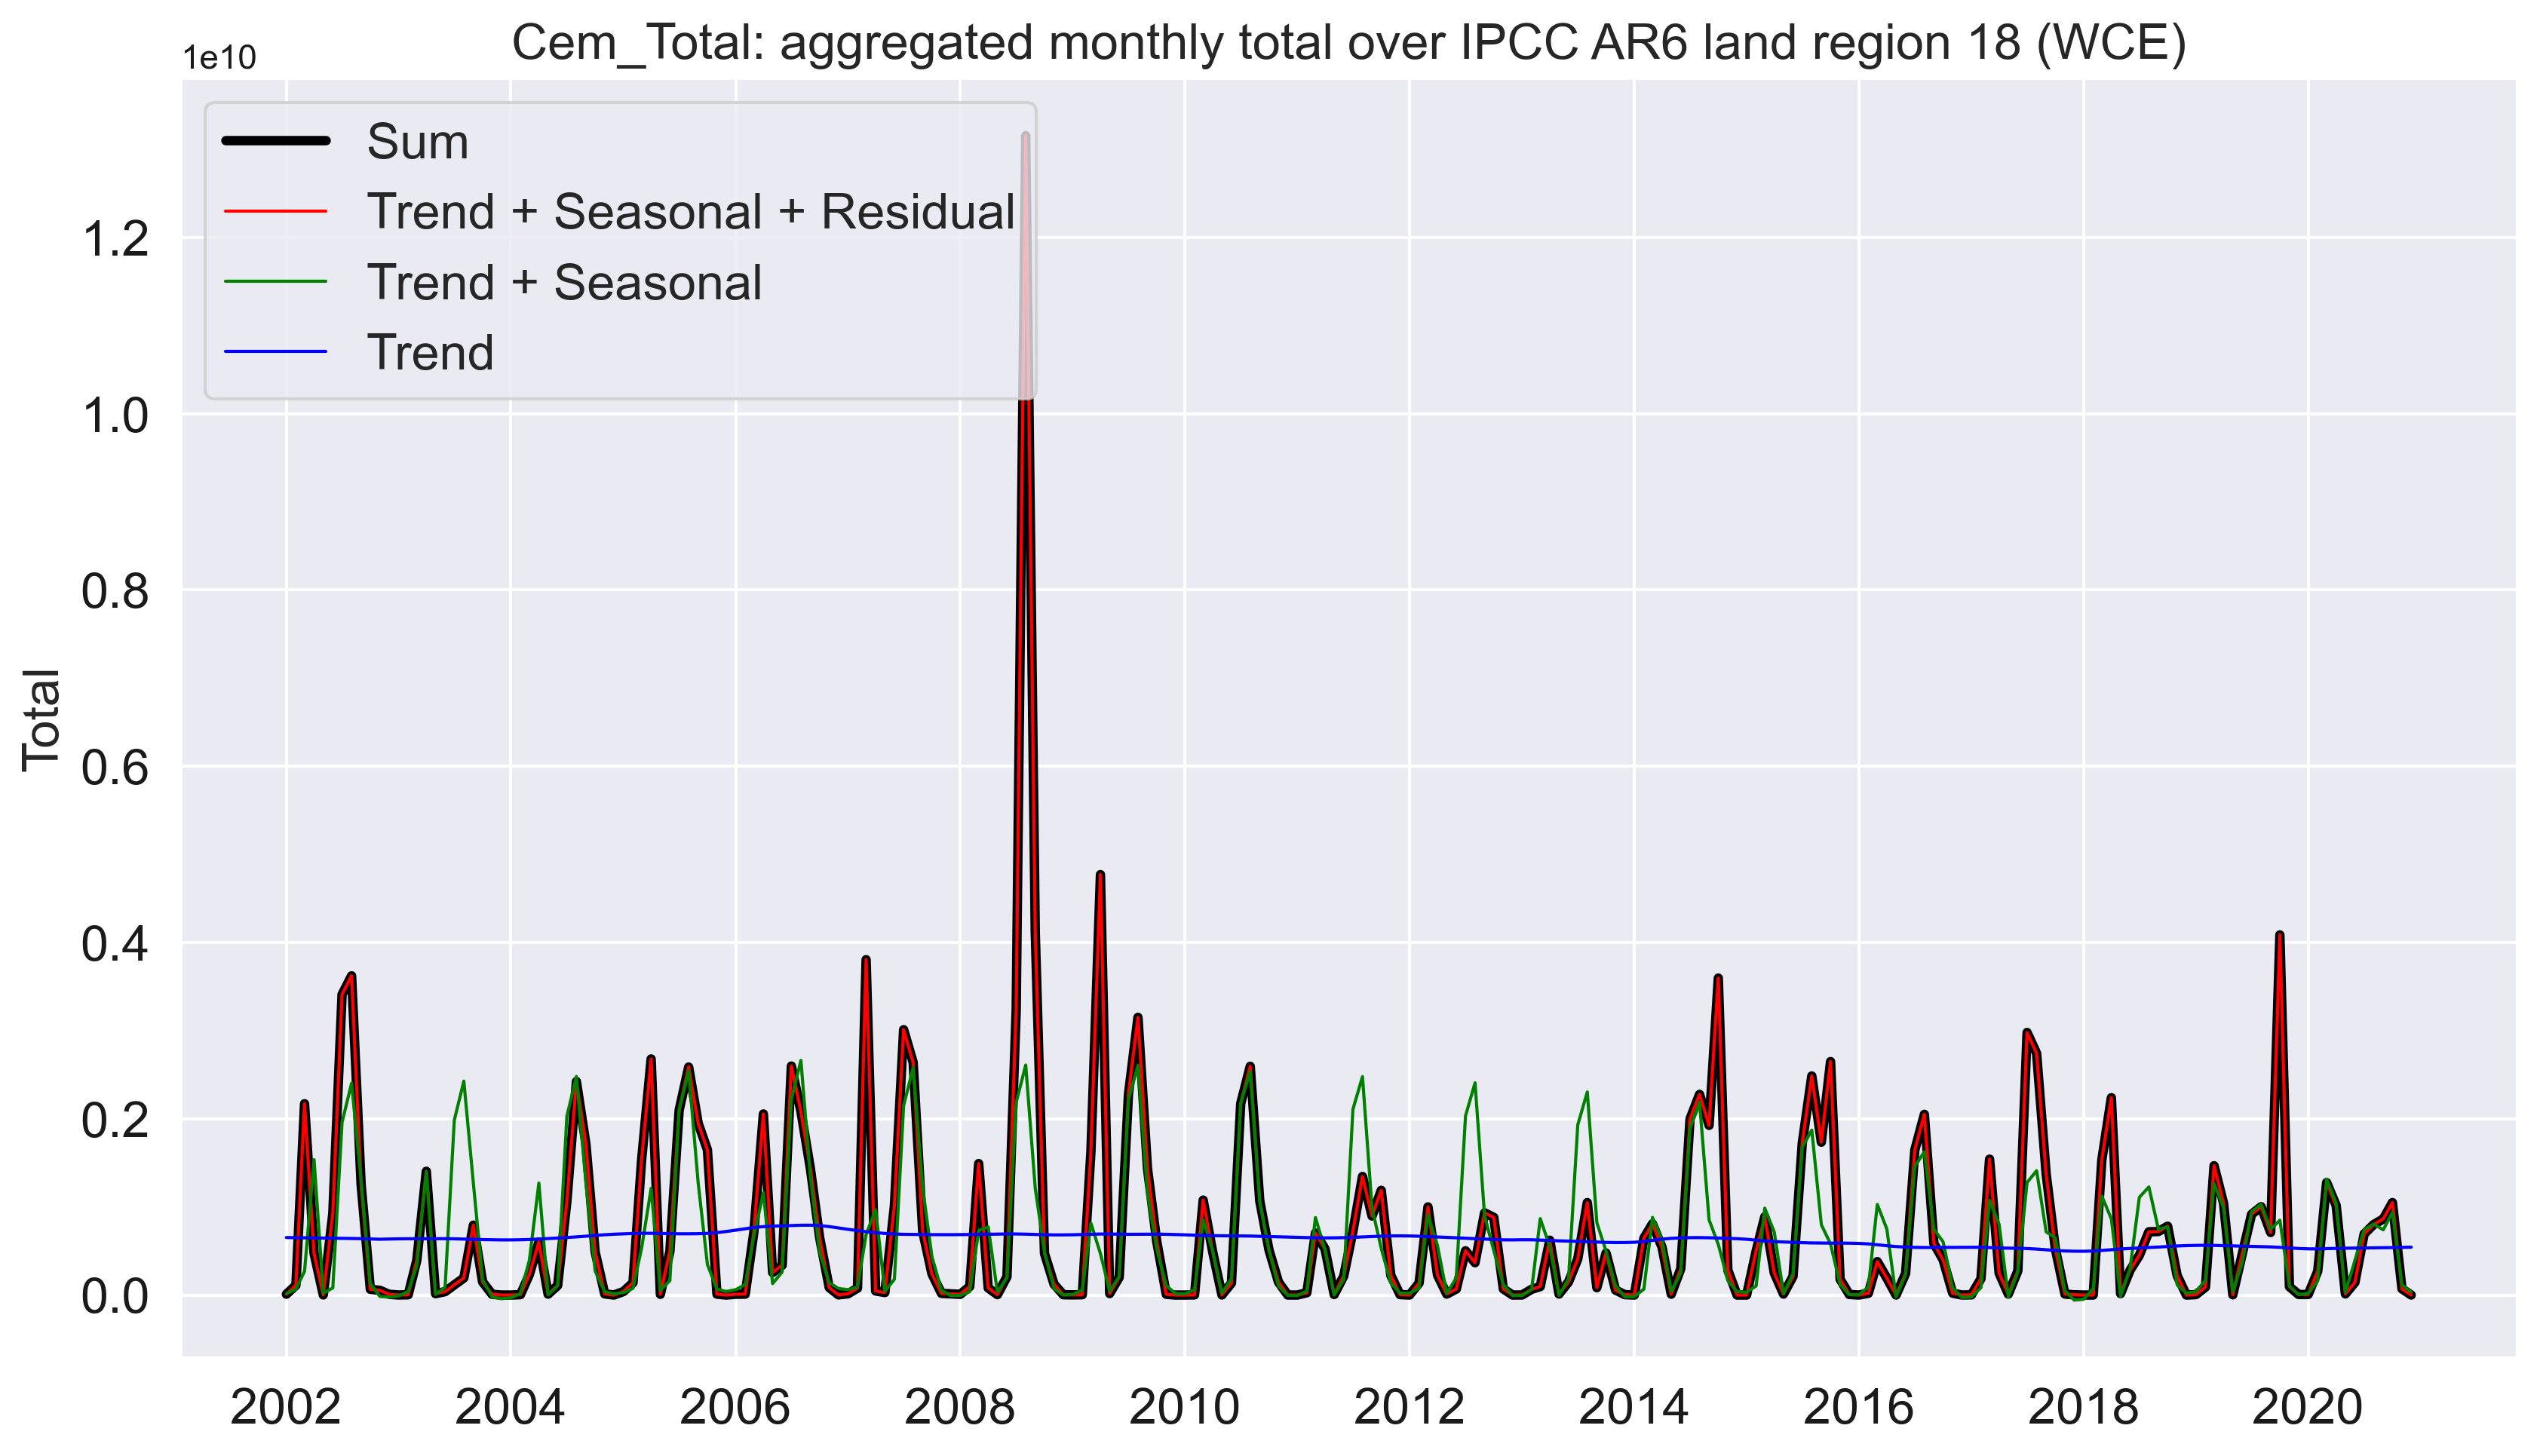 Cem_Total: aggregated monthly total over IPCC AR6 land region 18 (WCE)
1e10
Sum
Trend + Seasonal + Residual
Trend + Seasonal
Trend
1.2
1.0
0.8
0.6
0.4
0.2
0.0
Total
2002 2004 2006 2008 2010 2012 2014 2016 2018 2020